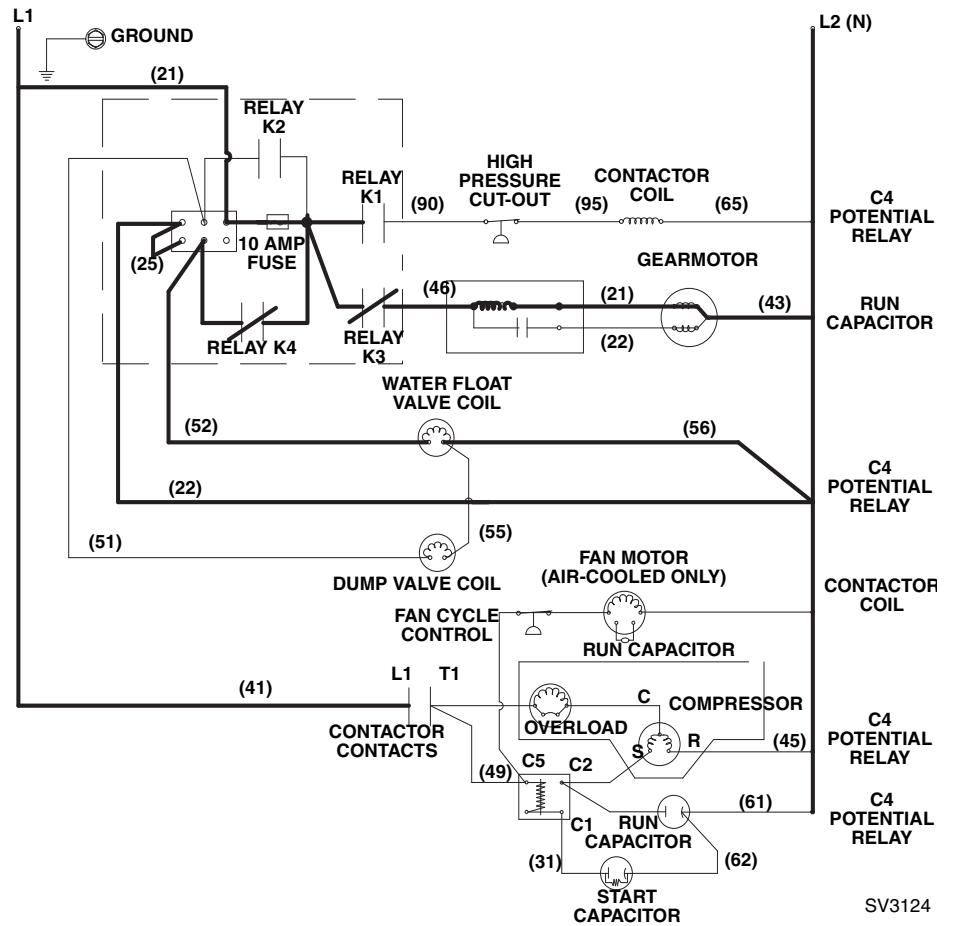 L1
L2 (N)
GROUND
(21)
RELAY
K2
RELAY
K1
(90)
HIGH
PRESSURE
CUT-OUT
(95)
CONTACTOR
COIL
(65)
C4
POTENTIAL
RELAY
(25)
10 AMP
FUSE
GEARMOTOR
(46)
(21)
(43)
RUN
CAPACITOR
RELAY K4
RELAY
K3
(22)
WATER FLOAT
VALVE COIL
(52)
(56)
C4
POTENTIAL
RELAY
(22)
(51)
(55)
DUMP VALVE COIL
FAN MOTOR
(AIR-COOLED ONLY)
CONTACTOR
COIL
FAN CYCLE
CONTROL
RUN CAPACITOR
(41)
L1
T1
C
COMPRESSOR
OVERLOAD
CONTACTOR
CONTACTS
S
R
(45)
C4
POTENTIAL
RELAY
(49)
C5
C2
C1
RUN
CAPACITOR
(61)
C4
POTENTIAL
RELAY
(31)
(62)
START
CAPACITOR
SV3124